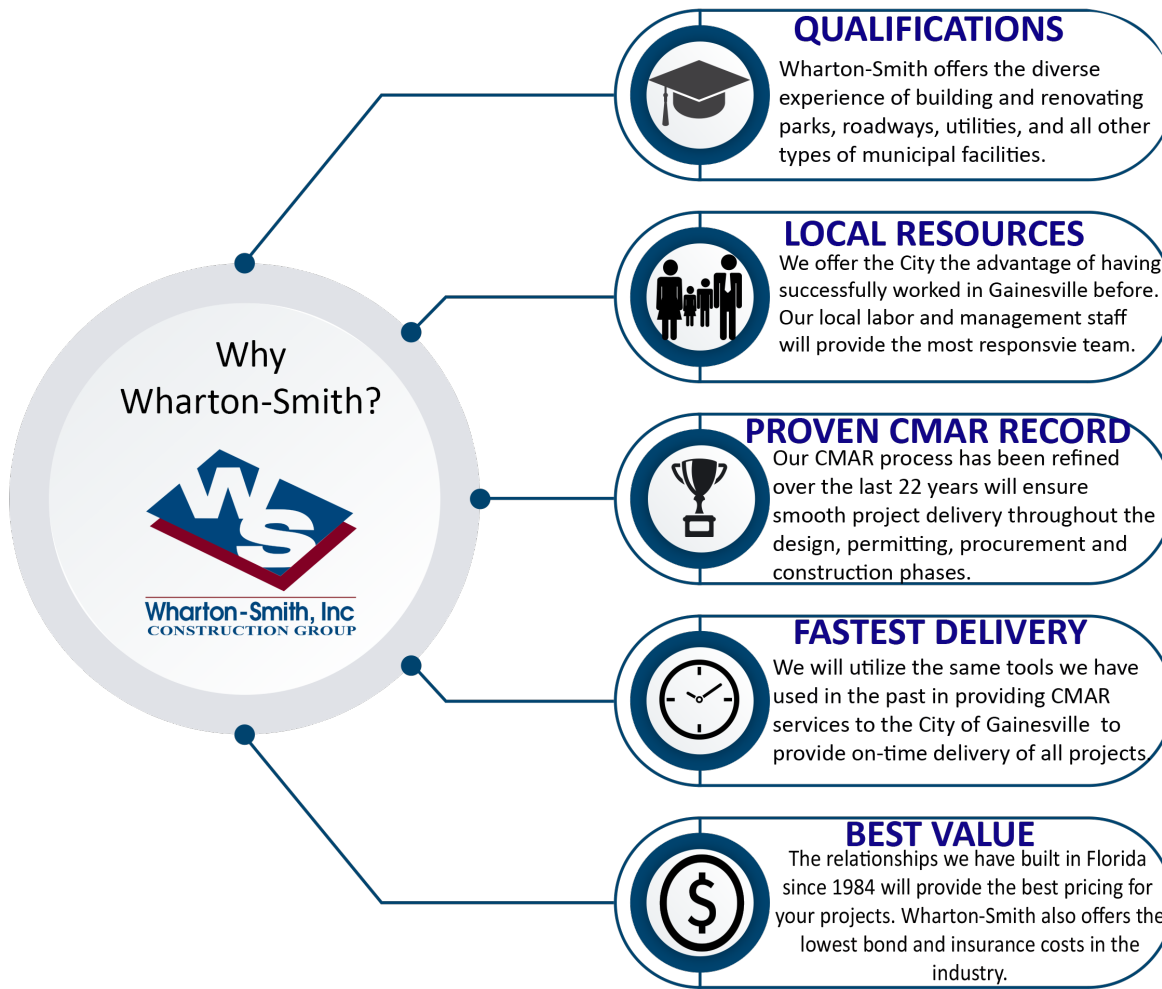 Why
Wharton-Smith?
WS
Wharton-Smith, Inc
CONSTRUCTION GROUP
QUALIFICATIONS
Wharton-Smith offers the diverse
experience of building and renovating
parks, roadways, utilities, and all other
types of municipal facilities.
LOCAL RESOURCES
We offer the City the advantage of having
successfully worked in Gainesville before.
Our local labor and management staff
will provide the most responsvie team.
PROVEN CMAR RECORD
Our CMAR process has been refined
over the last 22 years will ensure
smooth project delivery throughout the
design, permitting, procurement and
construction phases.
FASTEST DELIVERY
We will utilize the same tools we have
used in the past in providing CMAR
services to the City of Gainesville to
provide on-time delivery of all projects.
$
BEST VALUE
The relationships we have built in Florida
since 1984 will provide the best pricing for
your projects. Wharton-Smith also offers the
lowest bond and insurance costs in the
industry.